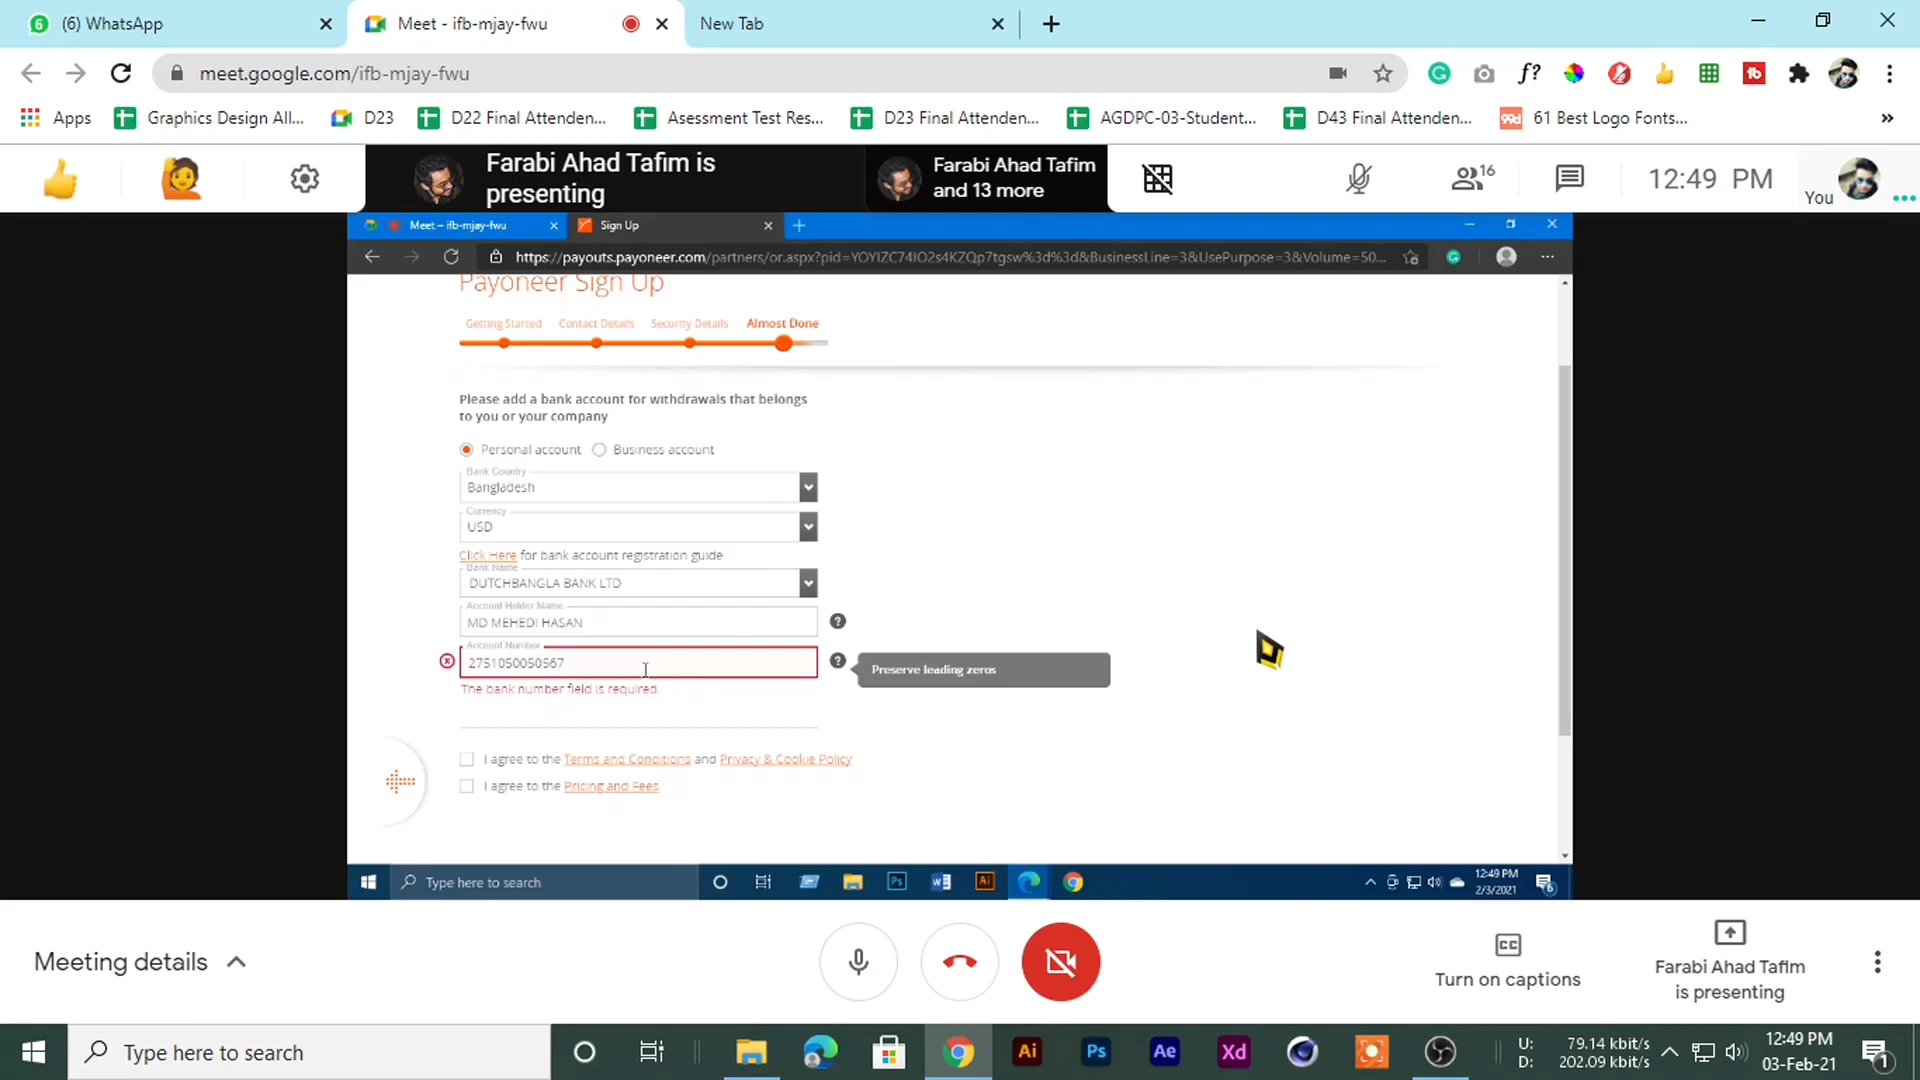 (6) WhatsApp
Meet - ifb-mjay-fwu
New Tab
meet.google.com/ifb-mjay-fwu
f?
Apps
Graphics Design All...
D23
D22 Final Attenden...
Asessment Test Res...
D23 Final Attenden...
AGDPC-03-Student...
D43 Final Attenden...
61 Best Logo Fonts...
Farabi Ahad Tafim is
presenting
Farabi Ahad Tafim
and 13 more
16
12:49 PM
You
Meet – ifb-mjay-fwu
Sign Up
https://payouts.payoneer.com/partners/or.aspx?pid=YOYIZC74IO2s4KZQp7tgsw%3d%3d&BusinessLine=3&UsePurpose=3&Volume=50...
Payoneer Sign Up
Getting Started
Contact Details
Security Details
Almost Done
Please add a bank account for withdrawals that belongs
to you or your company
Personal account
Business account
Bank Country
Bangladesh
Currency
USD
Click Here for bank account registration guide
Bank Name
DUTCHBANGLA BANK LTD
Account Holder Name
MD MEHEDI HASAN
Account Number
2751050050567
Preserve leading zeros
The bank number field is required.
I agree to the Terms and Conditions and Privacy & Cookie Policy
I agree to the Pricing and Fees
Type here to search
Ps
Ai
12:49 PM
2/3/2021
6
Meeting details
CC
Turn on captions
Farabi Ahad Tafim
is presenting
Type here to search
Ai
Ps
Ae
Xd
U: 79.14 kbit/s
D: 202.09 kbit/s
12:49 PM
03-Feb-21
1